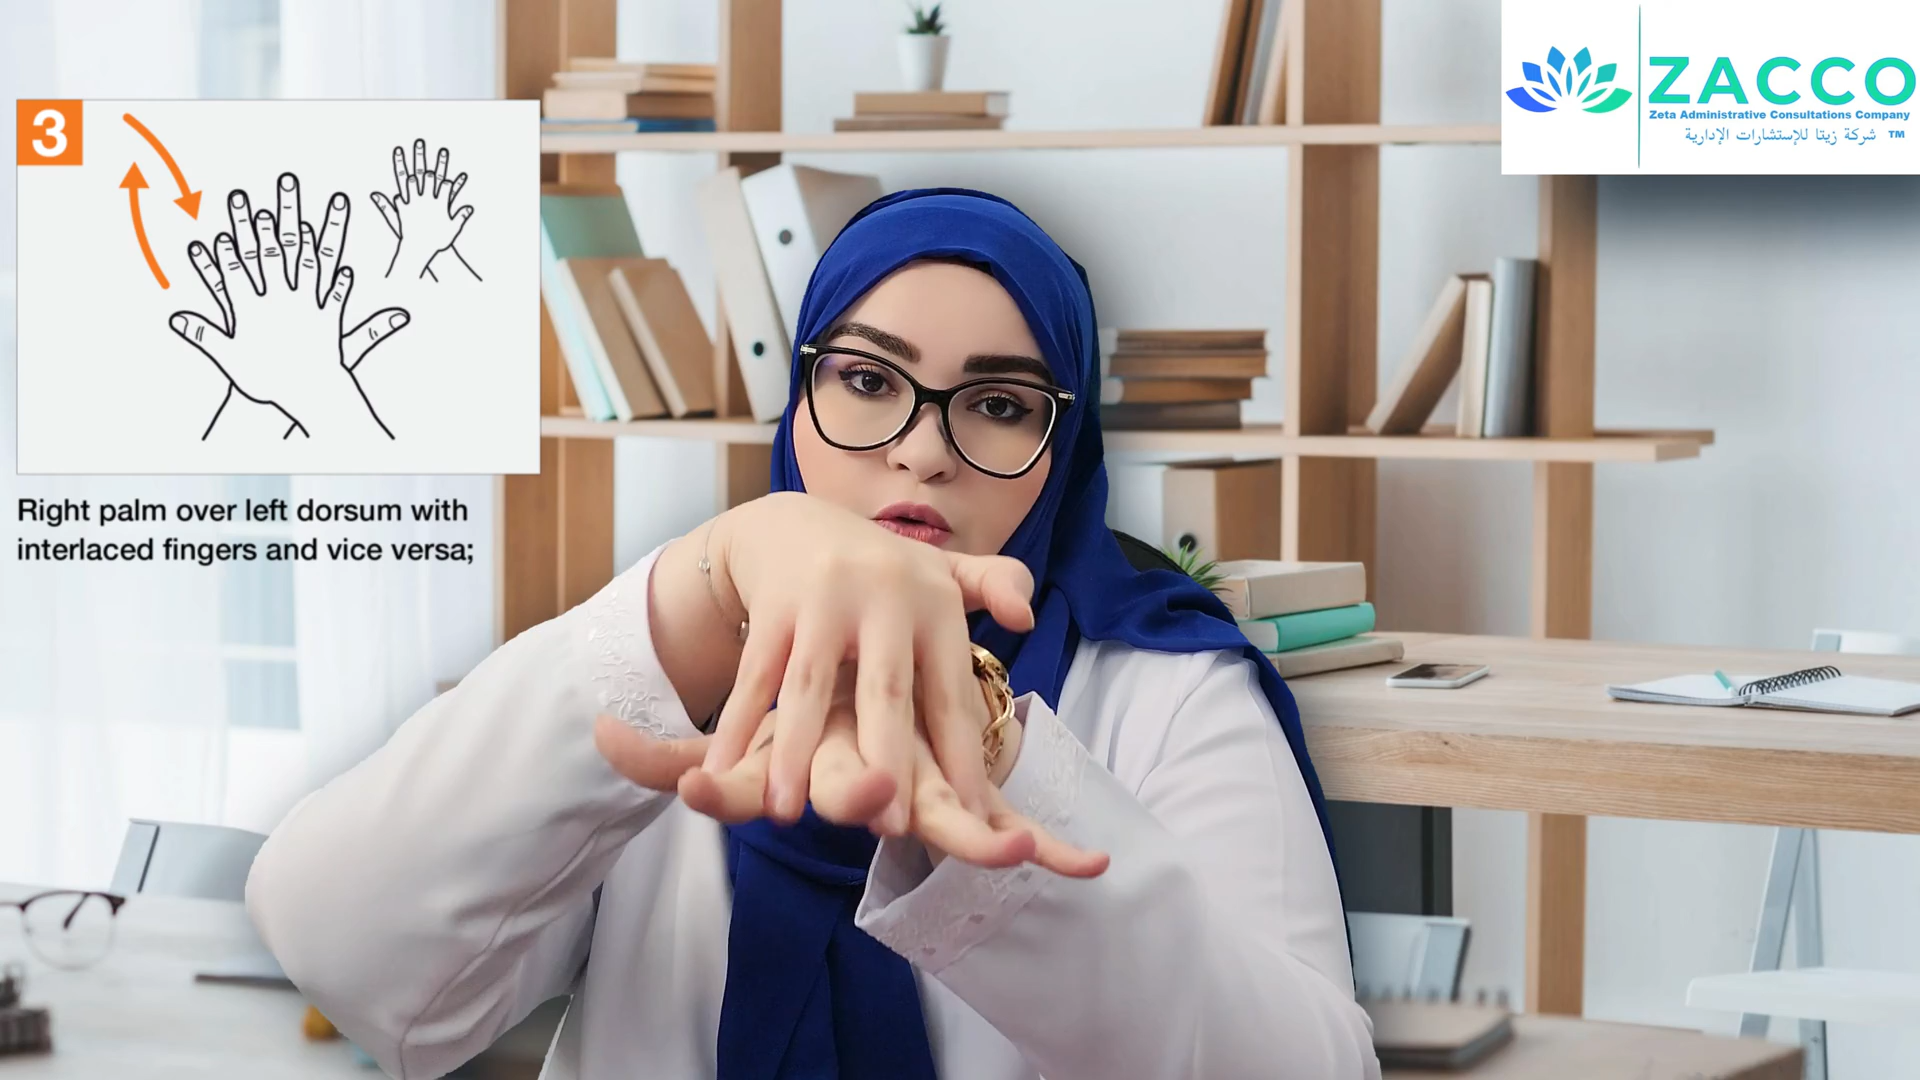 3
Right palm over left dorsum with
interlaced fingers and vice versa;
ZACCO
Zeta Administrative Consultations Company
شركة زيتا للإستشارات الإدارية ™